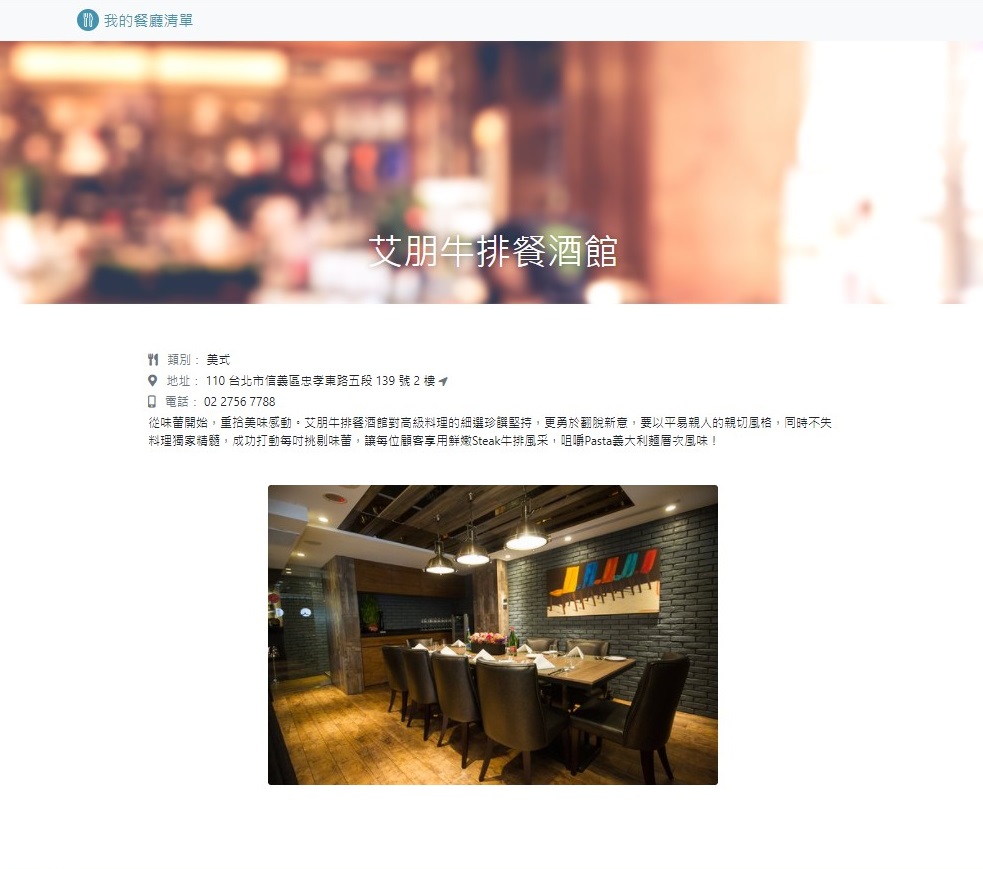 我的餐廳清單
艾朋牛排餐酒館
類別： 美式
地址： 110 台北市信義區忠孝東路五段 139 號 2 樓
電話： 02 2756 7788
從味蕾開始，重拾美味感動。艾朋牛排餐酒館對高級料理的細選珍饌堅持，更勇於翻脫新意，要以平易親人的親切風格，同時不失
料理獨家精髓，成功打動每吋挑剔味蕾，讓每位顧客享用鮮嫩Steak牛排風采，咀嚼Pasta義大利麵層次風味！